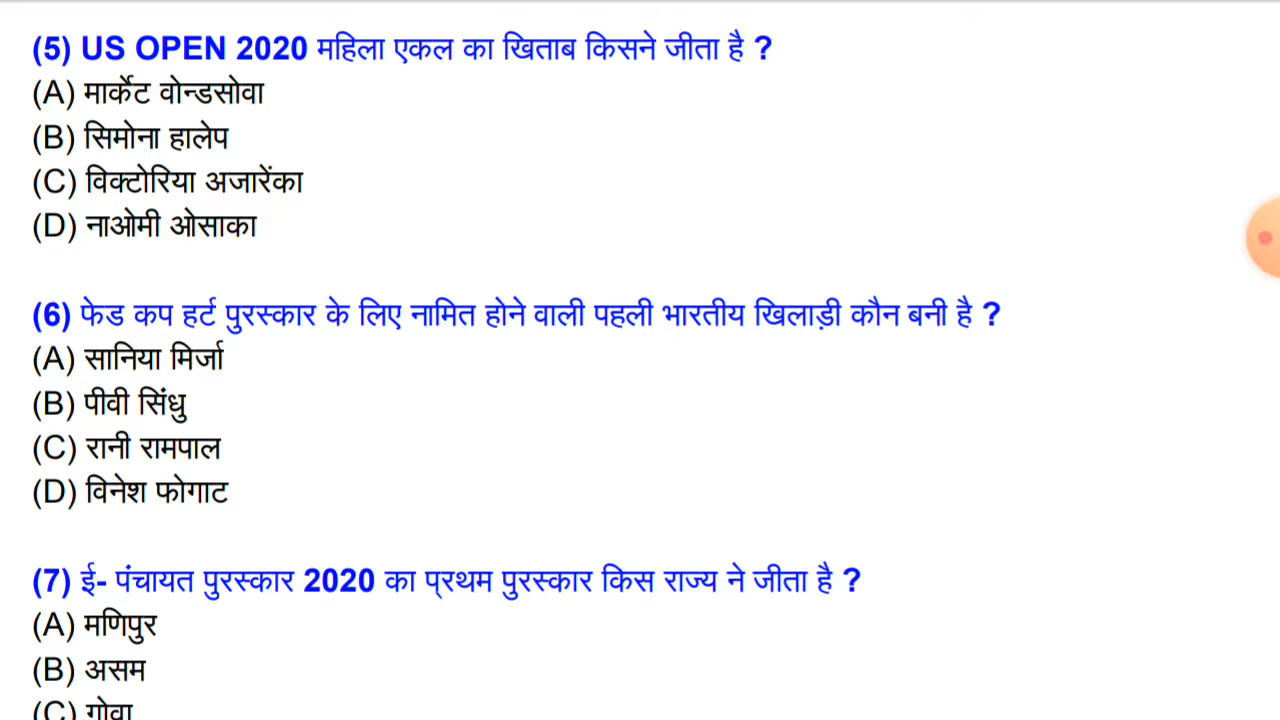 (5) US OPEN 2020 महिला एकल का खिताब किसने जीता है ?
(A) मार्केट वोन्डसोवा
(B) सिमोना हालेप
(C) विक्टोरिया अजारेंका
(D) नाओमी ओसाका
(6) फेड कप हर्ट पुरस्कार के लिए नामित होने वाली पहली भारतीय खिलाड़ी कौन बनी है ?
(A) सानिया मिर्जा
(B) पीवी सिंधु
(C) रानी रामपाल
(D) विनेश फोगाट
(7) ई- पंचायत पुरस्कार 2020 का प्रथम पुरस्कार किस राज्य ने जीता है ?
(A) मणिपुर
(B) असम
(C) गोवा